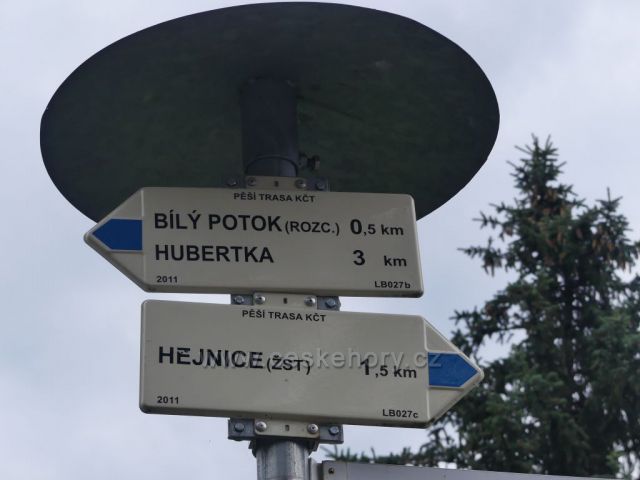 PĚŠÍ TRASA KČT
BÍLÝ POTOK (ROZC.) 0,5 km
HUBERTKA 3 km
2011 LB027b
PĚŠÍ TRASA KČT
HEJNICE (ŽST) 1,5 km
www.ceskehory.cz
2011 LB027c